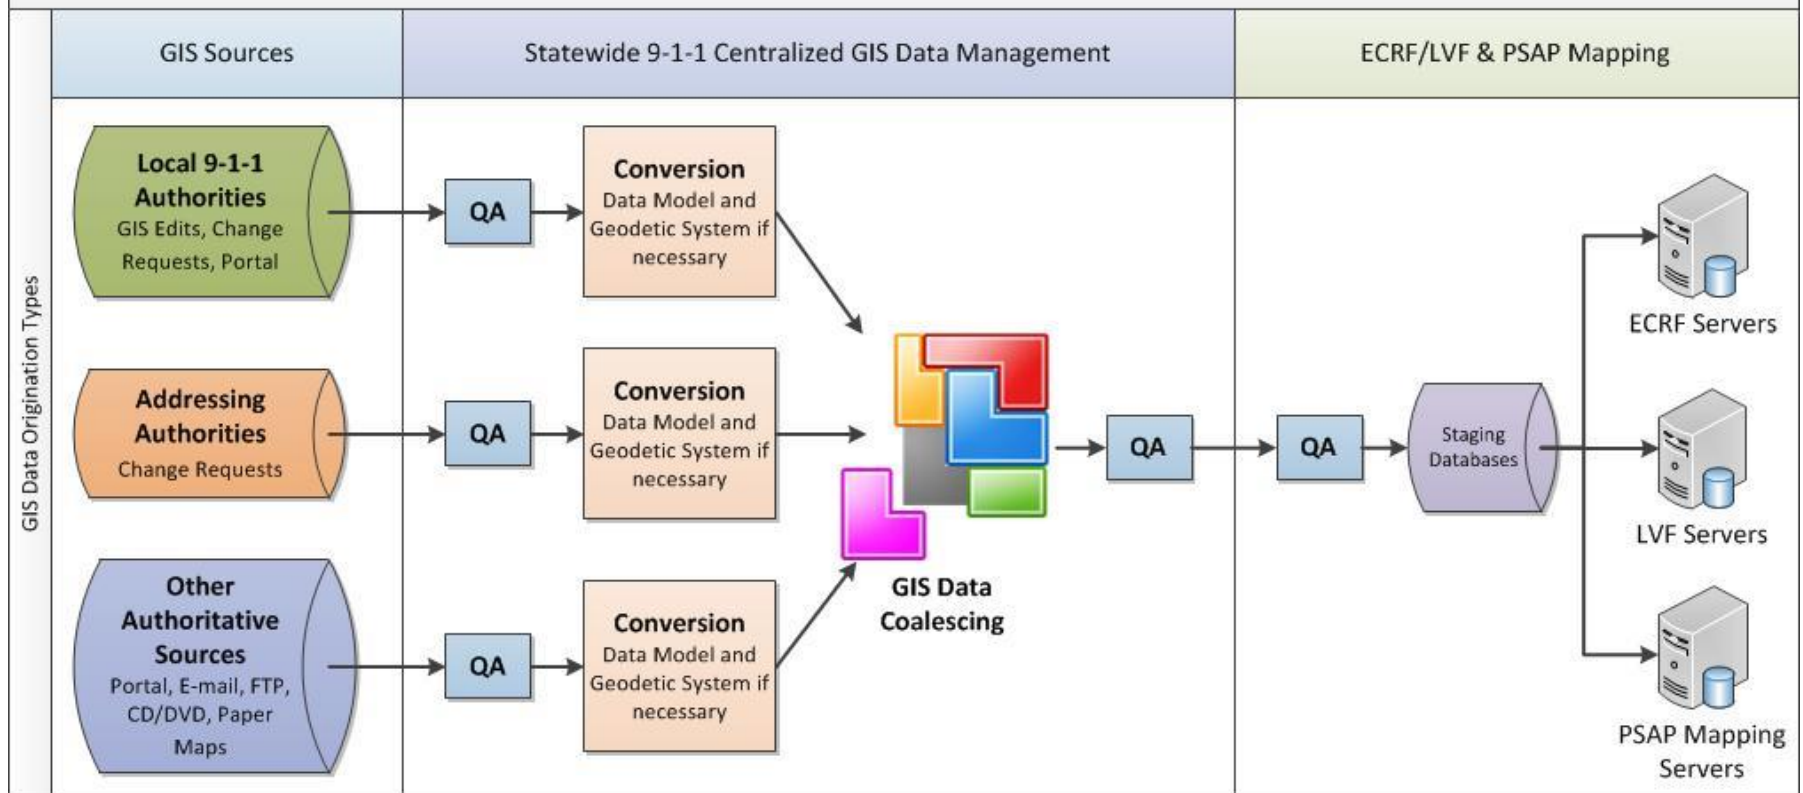 GIS Sources
Statewide 9-1-1 Centralized GIS Data Management
ECRF/LVF & PSAP Mapping
GIS Data Origination Types
Local 9-1-1
Authorities
GIS Edits, Change
Requests, Portal
QA
Conversion
Data Model and
Geodetic System if
necessary
Addressing
Authorities
Change Requests
QA
Conversion
Data Model and
Geodetic System if
necessary
Other
Authoritative
Sources
Portal, E-mail, FTP,
CD/DVD, Paper
Maps
QA
Conversion
Data Model and
Geodetic System if
necessary
GIS Data
Coalescing
QA
QA
Staging
Databases
ECRF Servers
LVF Servers
PSAP Mapping
Servers